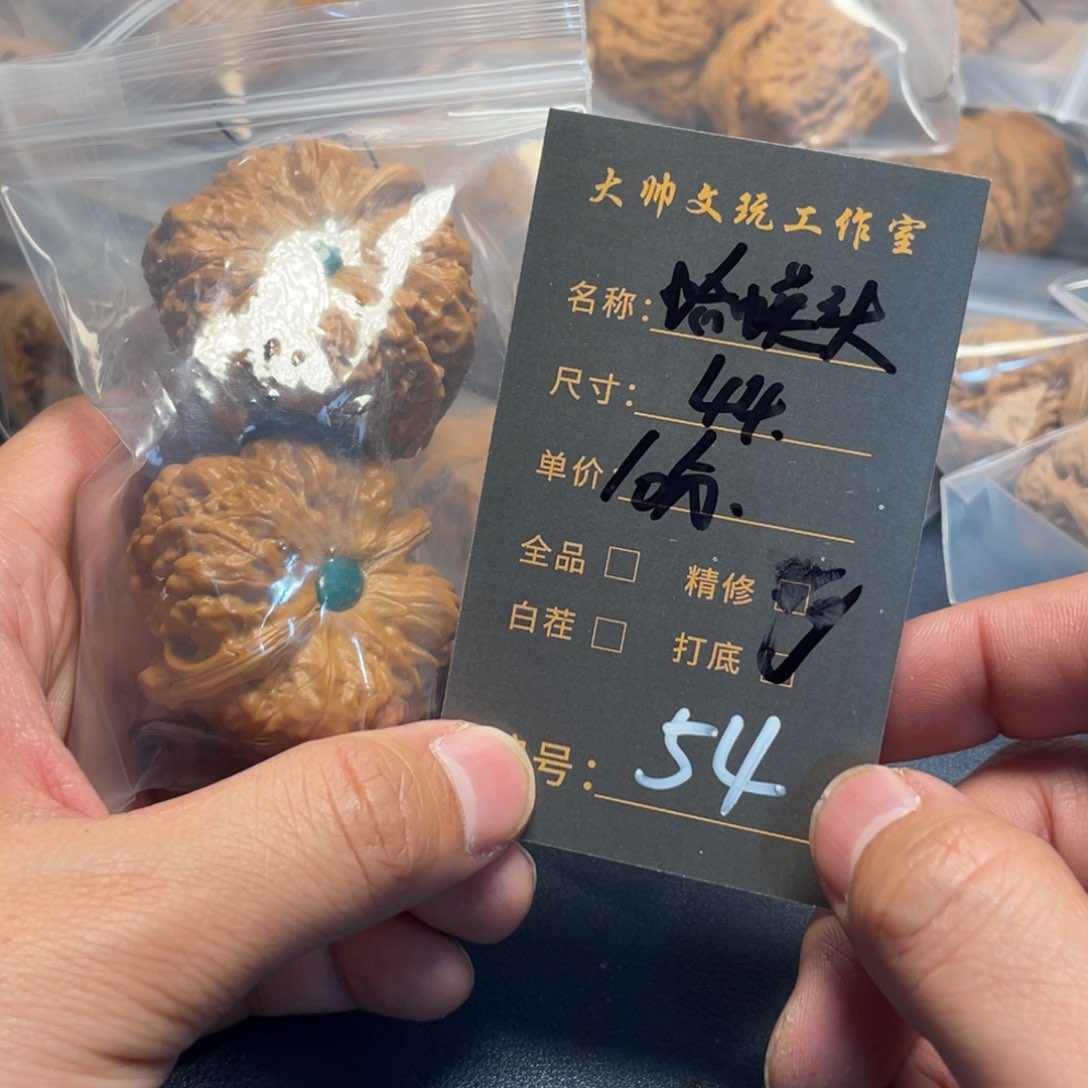 大帅文玩工作室
名称:蛤蟆头
尺寸:44.
单价:
全品 □ 精修 □
白茬 □ 打底 □
号:54